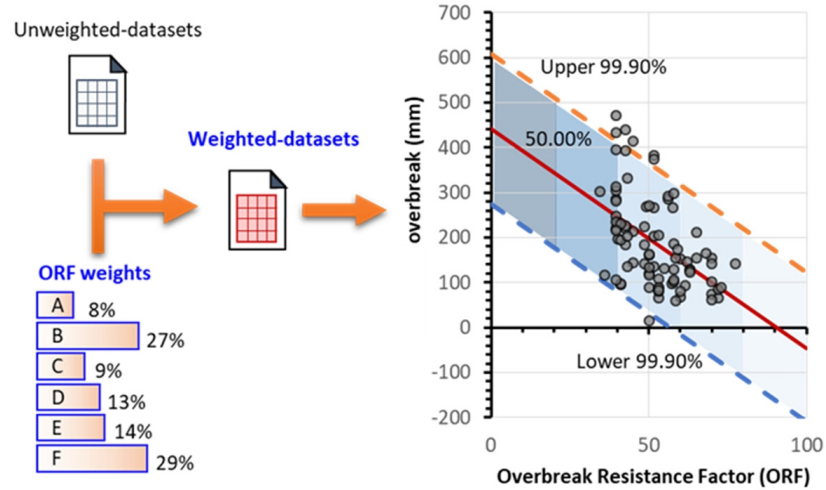 Unweighted-datasets
Weighted-datasets
ORF weights
A 8%
B 27%
C 9%
D 13%
E 14%
F 29%
overbreak (mm)
700
600
500
400
300
200
100
0
-100
-200
Upper 99.90%
50.00%
Lower 99.90%
0 50 100
Overbreak Resistance Factor (ORF)